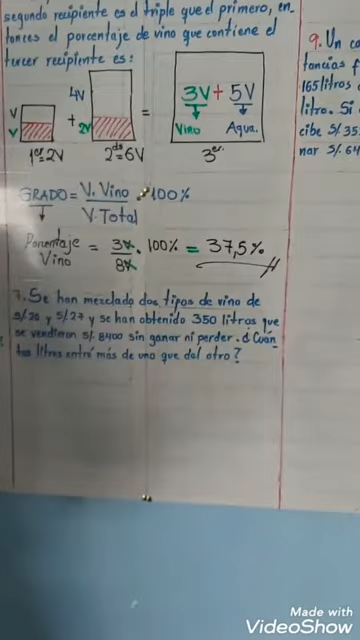 segundo recipiente es el triple que el primero, en-
tonces el porcentaje de vino que contiene el
tercer recipiente es:
V
V
+
4V
2V
=
3V + 5V
Vino Agua.
1er=2V 2do=6V 3er.
GRADO = V. Vino . 100%
V. Total
Porcentaje = 3V . 100% = 37,5%
Vino 8V
7. Se han mezclado dos tipos de vino de
S/.20 y S/.27 y se han obtenido 350 litros que
se vendieron S/. 8400 sin ganar ni perder. ¿Cuán
tos litros entró más de uno que del otro?
9. Un co
tancias f
165 litros
litro. Si
cibe S/.35
nar S/.64
Made with
VideoShow